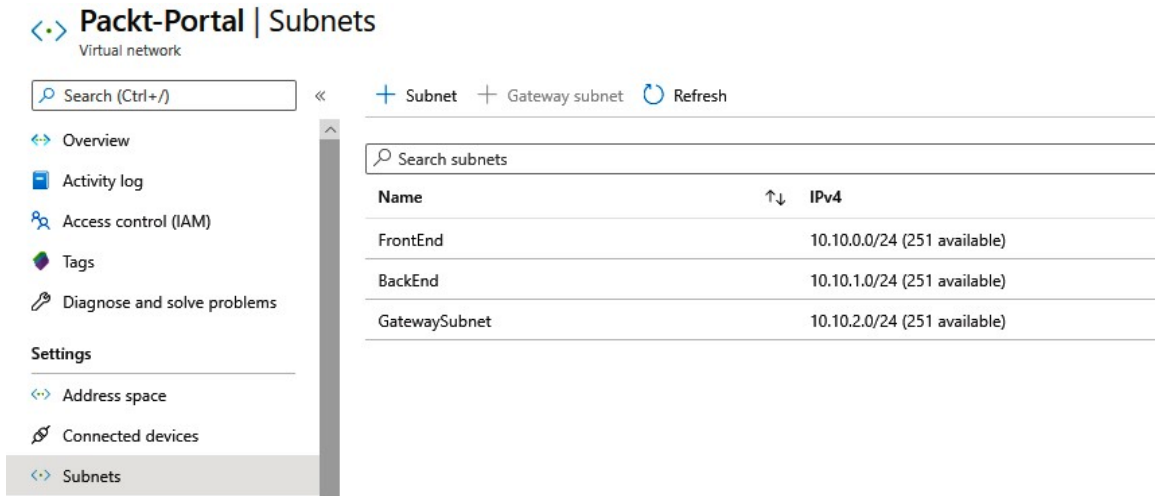 Packt-Portal | Subnets
Virtual network
Search (Ctrl+/)
«
Overview
Activity log
Access control (IAM)
Tags
Diagnose and solve problems
Settings
Address space
Connected devices
Subnets
+ Subnet + Gateway subnet Refresh
Search subnets
Name ↑↓ IPv4
FrontEnd 10.10.0.0/24 (251 available)
BackEnd 10.10.1.0/24 (251 available)
GatewaySubnet 10.10.2.0/24 (251 available)